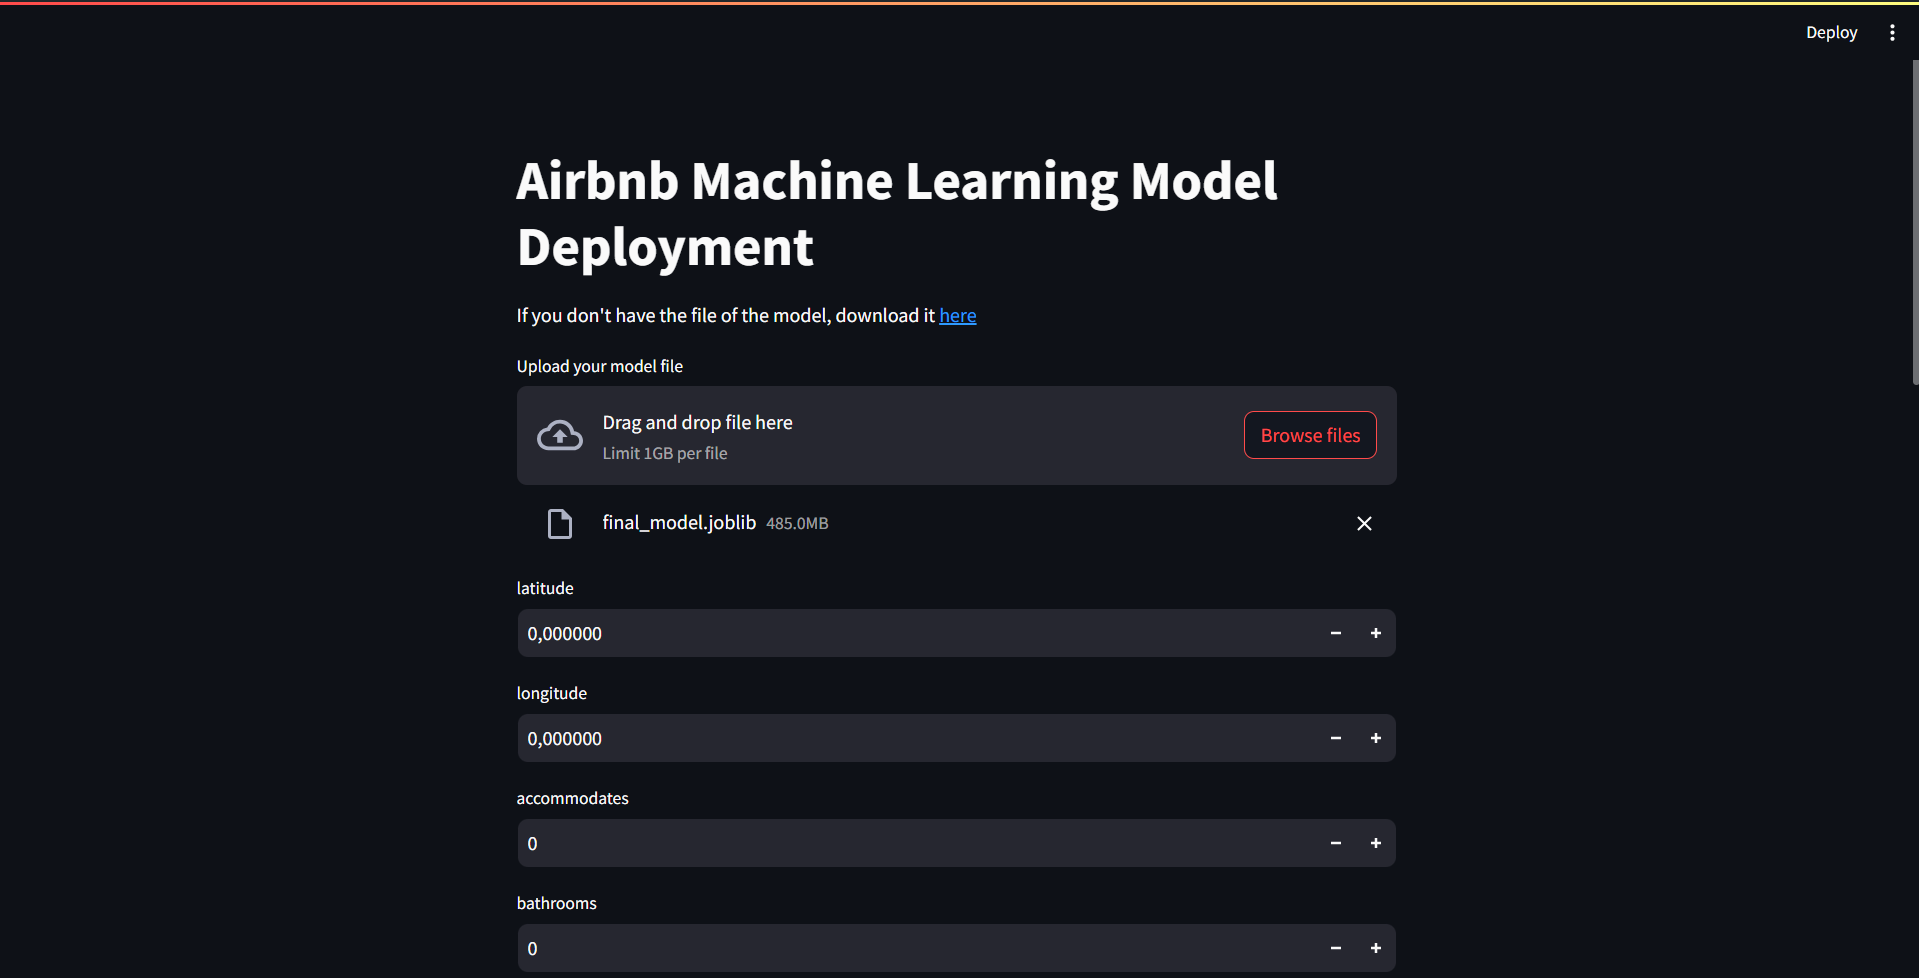 Deploy
Airbnb Machine Learning Model
Deployment
If you don't have the file of the model, download it here
Upload your model file
Drag and drop file here
Limit 1GB per file
Browse files
final_model.joblib 485.0MB
latitude
0,000000
longitude
0,000000
accommodates
0
bathrooms
0